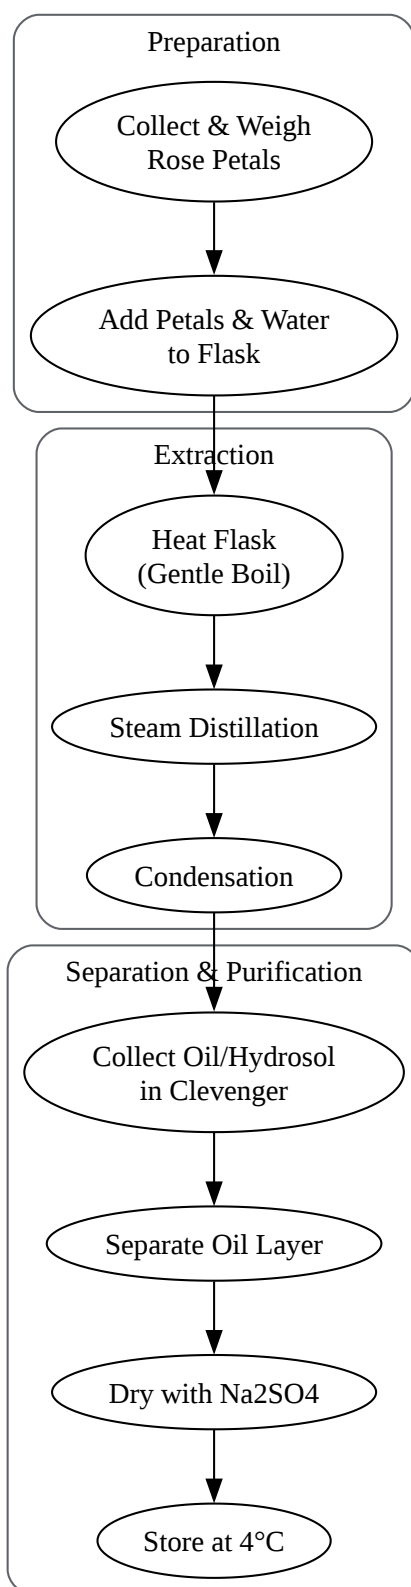 Preparation
Collect & Weigh
Rose Petals
Add Petals & Water
to Flask
Extraction
Heat Flask
(Gentle Boil)
Steam Distillation
Condensation
Separation & Purification
Collect Oil/Hydrosol
in Clevenger
Separate Oil Layer
Dry with Na2SO4
Store at 4°C